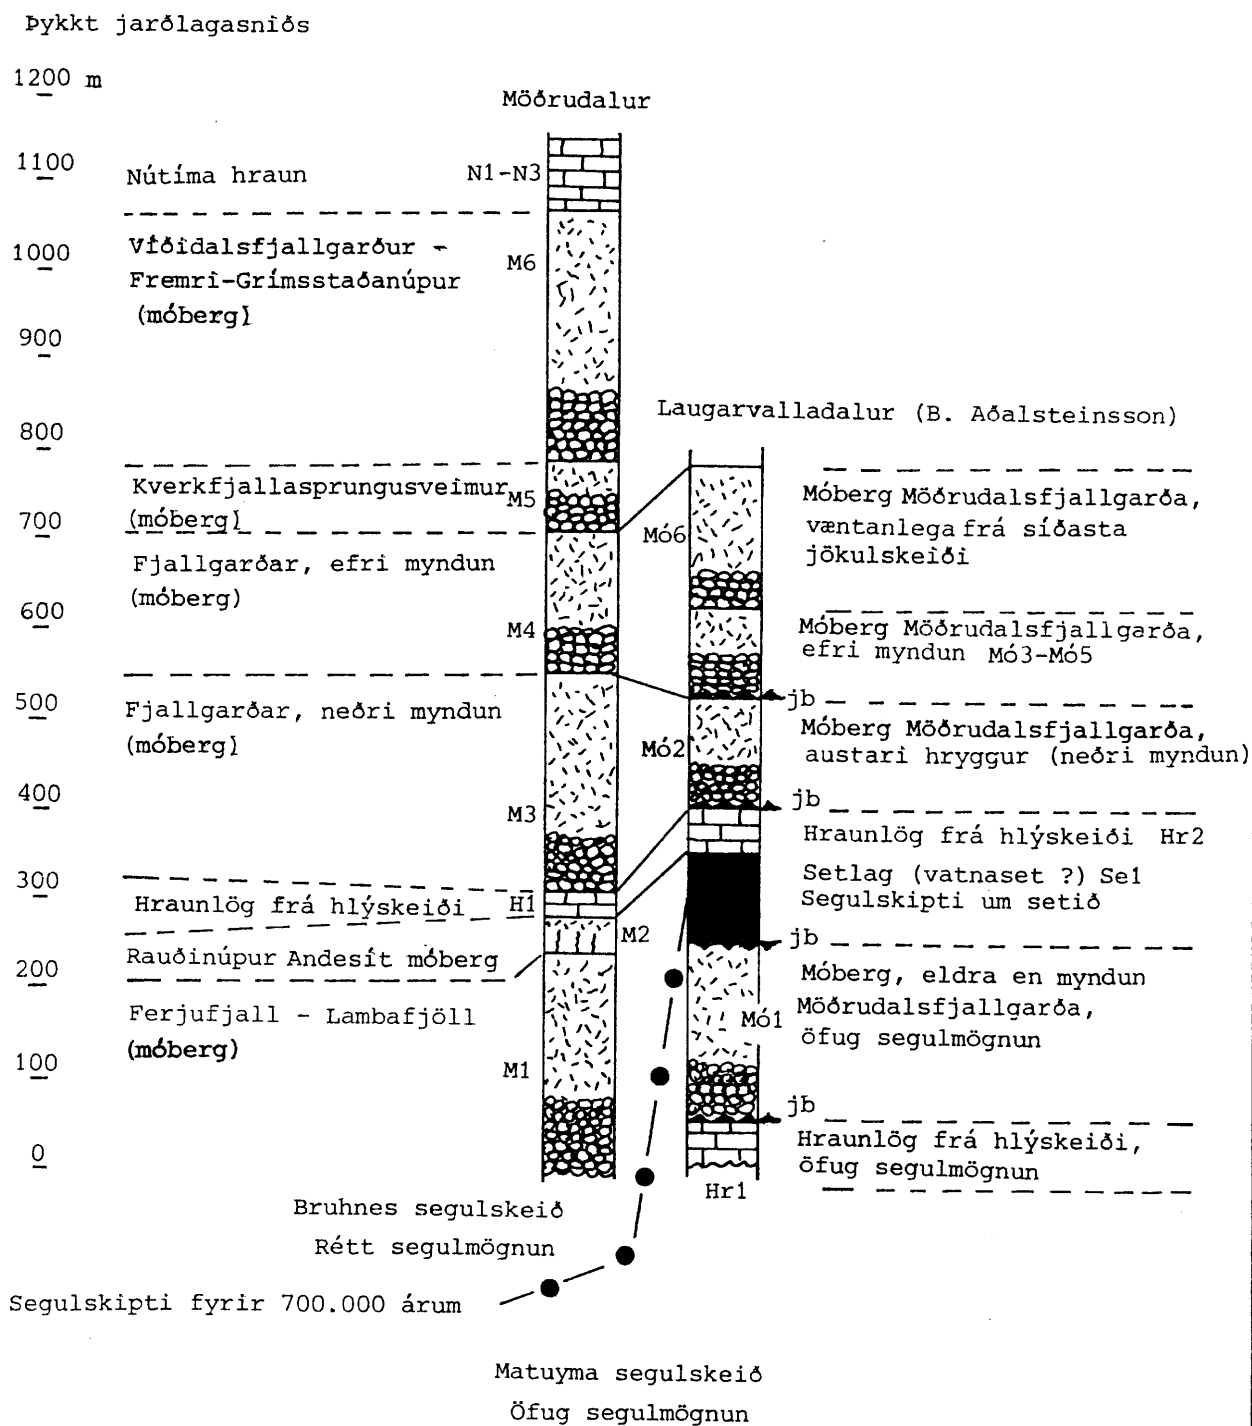 Þykkt jarðlagasniðs
1200 m
1100
1000
900
800
700
600
500
400
300
200
100
0
Möðrudalur
N1-N3
Nútíma hraun
Víðidalsfjallgarður -
Fremri-Grímsstaðanúpur
(móberg)
M6
Kverkfjallasprungusveimur
(móberg)
M5
Fjallgarðar, efri myndun
(móberg)
M4
Fjallgarðar, neðri myndun
(móberg)
M3
Hraunlög frá hlýskeiði
H1
M2
Rauðinúpur Andesít móberg
Ferjufjall - Lambafjöll
(móberg)
M1
Laugarvalladalur (B. Aðalsteinsson)
Mó6
Móberg Möðrudalsfjallgarða,
væntanlega frá síðasta
jökulskeiði
Móberg Möðrudalsfjallgarða,
efri myndun Mó3-Mó5
jb
Mó2
Móberg Möðrudalsfjallgarða,
austari hryggur (neðri myndun)
jb
Hraunlög frá hlýskeiði Hr2
Setlag (vatnaset ?) Se1
Segulskipti um setið
jb
Móberg, eldra en myndun
Mó1 Möðrudalsfjallgarða,
öfug segulmögnun
jb
Hraunlög frá hlýskeiði,
öfug segulmögnun
Hr1
Bruhnes segulskeið
Rétt segulmögnun
Segulskipti fyrir 700.000 árum
Matuyma segulskeið
Öfug segulmögnun